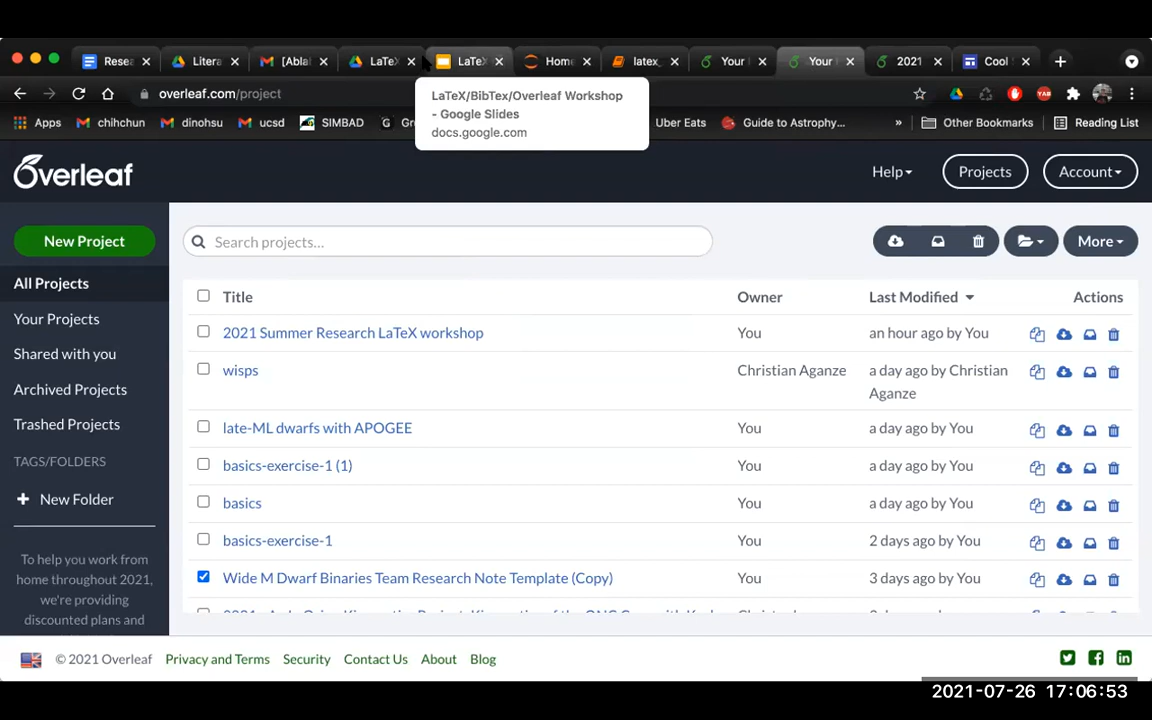 Resea
Litera
[Abla
LaTeX
LaTeX
Home
latex_
Your
Your
2021
Cool
overleaf.com/project
LaTeX/BibTex/Overleaf Workshop
- Google Slides
docs.google.com
Apps
chihchun
dinohsu
ucsd
SIMBAD
Uber Eats
Guide to Astrophy...
»
Other Bookmarks
Reading List
Overleaf
Help
Projects
Account
New Project
Search projects...
More
All Projects
Your Projects
Shared with you
Archived Projects
Trashed Projects
TAGS/FOLDERS
New Folder
To help you work from
home throughout 2021,
we're providing
discounted plans and
Title Owner Last Modified Actions
2021 Summer Research LaTeX workshop You an hour ago by You
wisps Christian Aganze a day ago by Christian
Aganze
late-ML dwarfs with APOGEE You a day ago by You
basics-exercise-1 (1) You a day ago by You
basics You a day ago by You
basics-exercise-1 You 2 days ago by You
Wide M Dwarf Binaries Team Research Note Template (Copy) You 3 days ago by You
© 2021 Overleaf Privacy and Terms Security Contact Us About Blog
2021-07-26 17:06:53